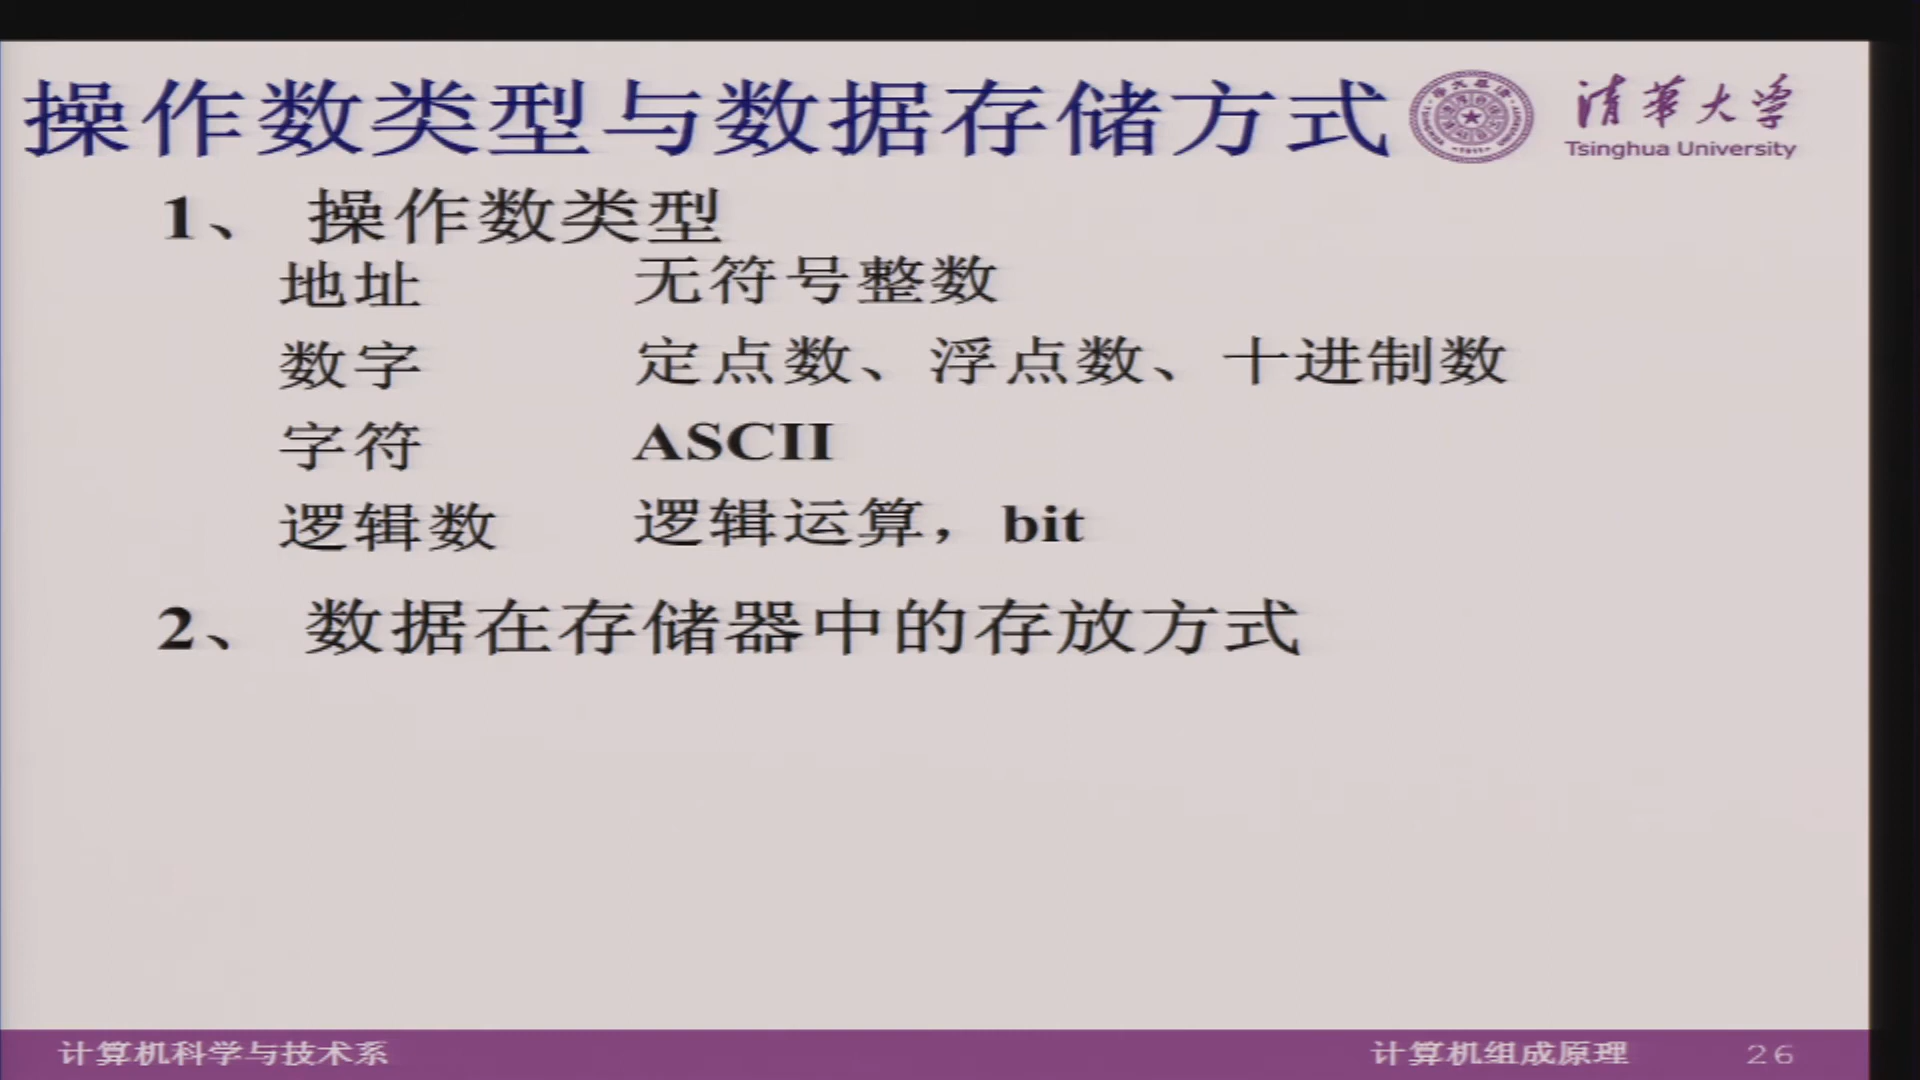 操作数类型与数据存储方式
清华大学
Tsinghua University
1、 操作数类型
地址 无符号整数
数字 定点数、浮点数、十进制数
字符 ASCII
逻辑数 逻辑运算，bit
2、 数据在存储器中的存放方式
计算机科学与技术系 计算机组成原理 26